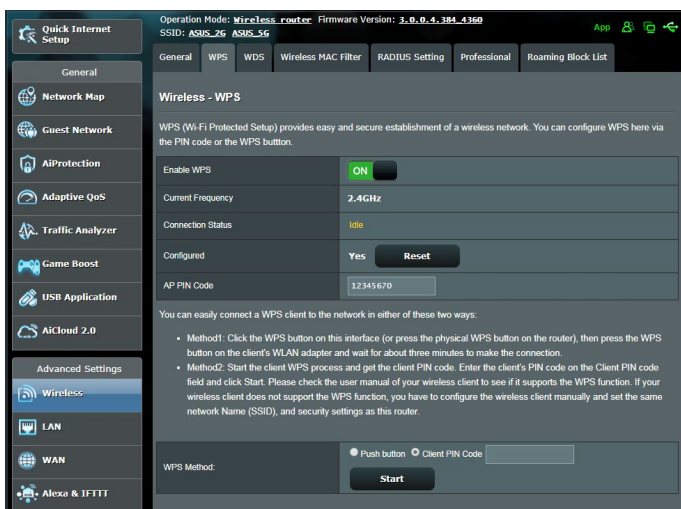 Quick Internet
Setup
General
Network Map
Guest Network
AiProtection
Adaptive QoS
Traffic Analyzer
Game Boost
USB Application
AiCloud 2.0
Advanced Settings
Wireless
LAN
WAN
Alexa & IFTTT
Operation Mode: Wireless router Firmware Version: 3.0.0.4.384_4360
SSID: ASUS_2G ASUS_5G
App
General WPS WDS Wireless MAC Filter RADIUS Setting Professional Roaming Block List
Wireless - WPS
WPS (Wi-Fi Protected Setup) provides easy and secure establishment of a wireless network. You can configure WPS here via
the PIN code or the WPS buttton.
Enable WPS ON
Current Frequency 2.4GHz
Connection Status Idle
Configured Yes Reset
AP PIN Code 12345670
You can easily connect a WPS client to the network in either of these two ways:
• Method1: Click the WPS button on this interface (or press the physical WPS button on the router), then press the WPS
button on the client's WLAN adapter and wait for about three minutes to make the connection.
• Method2: Start the client WPS process and get the client PIN code. Enter the client's PIN code on the Client PIN code
field and click Start. Please check the user manual of your wireless client to see if it supports the WPS function. If your
wireless client does not support the WPS function, you have to configure the wireless client manually and set the same
network Name (SSID), and security settings as this router.
WPS Method: Push button Client PIN Code
Start